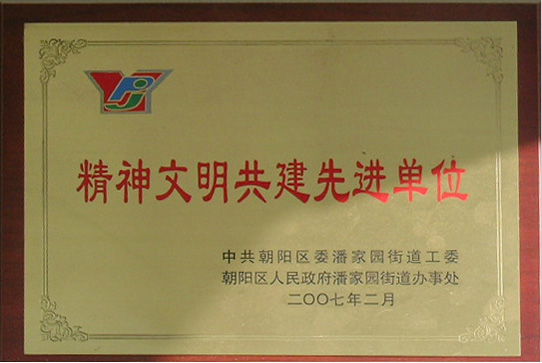 精神文明共建先进单位
中共朝阳区委潘家园街道工委
朝阳区人民政府潘家园街道办事处
二〇〇七年二月